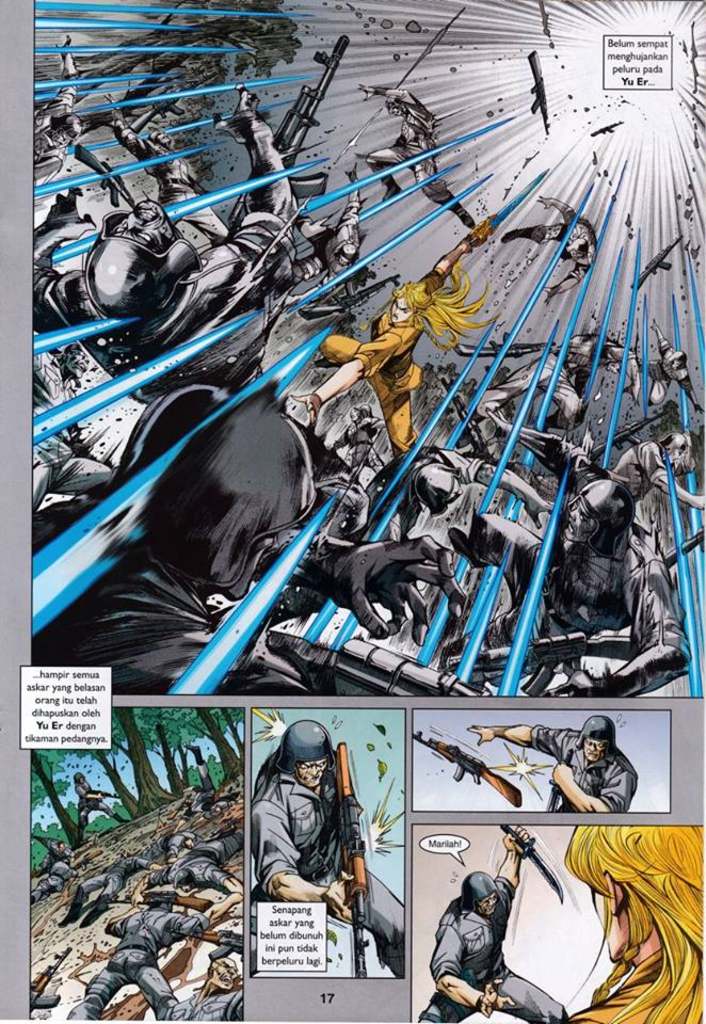 Belum sempat
menghujankan
peluru pada
Yu Er...
...hampir semua
askar yang belasan
orang itu telah
dihapuskan oleh
Yu Er dengan
tikaman pedangnya.
Senapang
askar yang
belum dibunuh
ini pun tidak
berpeluru lagi.
Marilah!
17